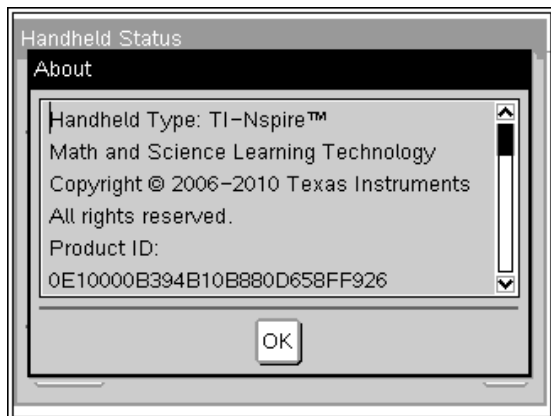 Handheld Status
About
Handheld Type: TI-Nspire™
Math and Science Learning Technology
Copyright © 2006-2010 Texas Instruments
All rights reserved.
Product ID:
0E10000B394B10B880D658FF926
OK